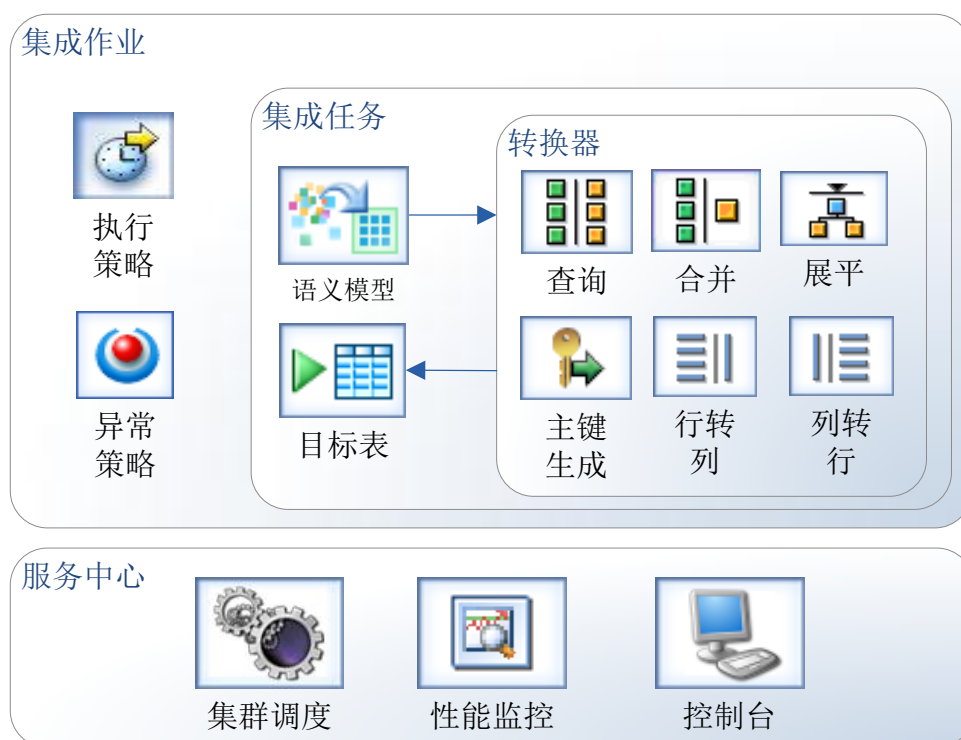 集成作业
执行
策略
异常
策略
集成任务
语义模型
目标表
转换器
查询
合并
展平
主键
生成
行转
列
列转
行
服务中心
集群调度
性能监控
控制台